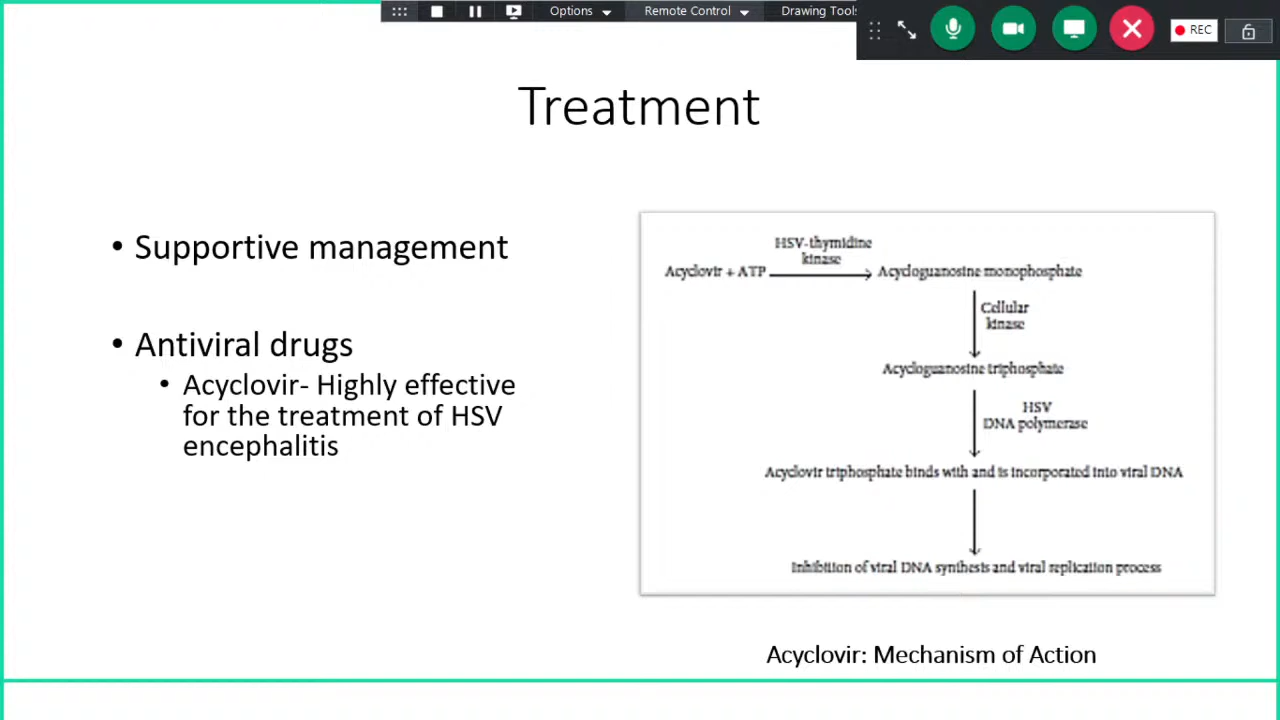 Options
Remote Control
Drawing Tools
REC
Treatment
• Supportive management
• Antiviral drugs
• Acyclovir- Highly effective
for the treatment of HSV
encephalitis
HSV-thymidine
kinase
Acyclovir + ATP
Acycloguanosine monophosphate
Cellular
kinase
Acycloguanosine triphosphate
HSV
DNA polymerase
Acyclovir triphosphate binds with and is incorporated into viral DNA
Inhibition of viral DNA synthesis and viral replication process
Acyclovir: Mechanism of Action